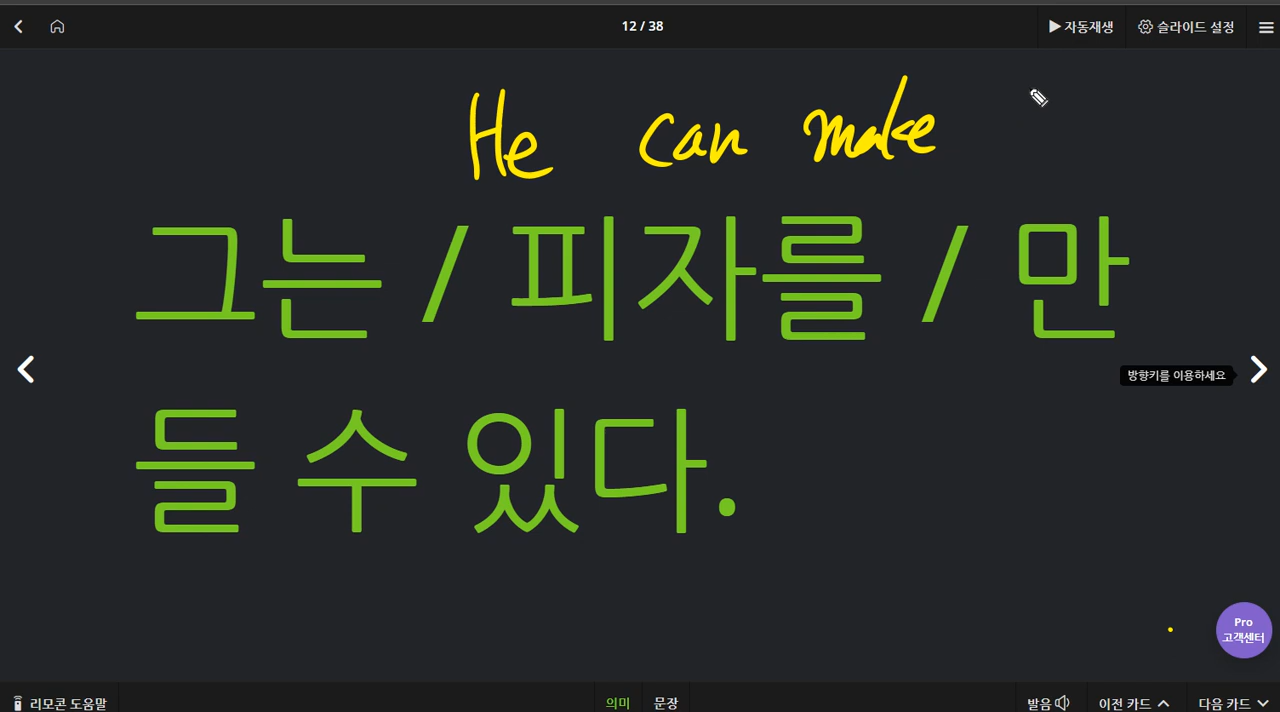 12 / 38
▶ 자동재생
슬라이드 설정
He can make
그는 / 피자를 / 만
들 수 있다.
방향키를 이용하세요
Pro
고객센터
리모콘 도움말
의미
문장
발음
이전 카드
다음 카드